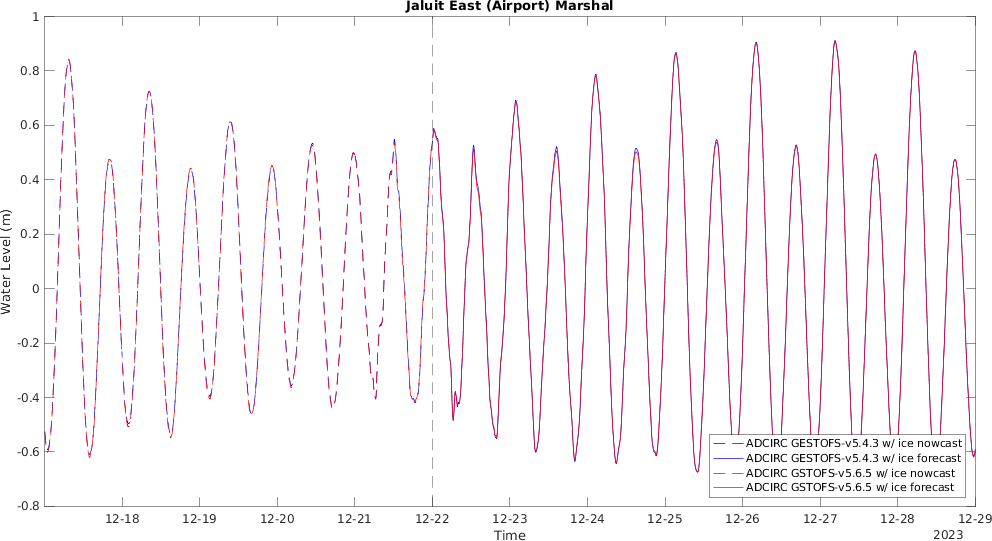 Jaluit East (Airport) Marshal
Water Level (m)
1
0.8
0.6
0.4
0.2
0
-0.2
-0.4
-0.6
-0.8
ADCIRC GESTOFS-v5.4.3 w/ ice nowcast
ADCIRC GESTOFS-v5.4.3 w/ ice forecast
ADCIRC GSTOFS-v5.6.5 w/ ice nowcast
ADCIRC GSTOFS-v5.6.5 w/ ice forecast
12-18 12-19 12-20 12-21 12-22 12-23 12-24 12-25 12-26 12-27 12-28 12-29
Time
2023